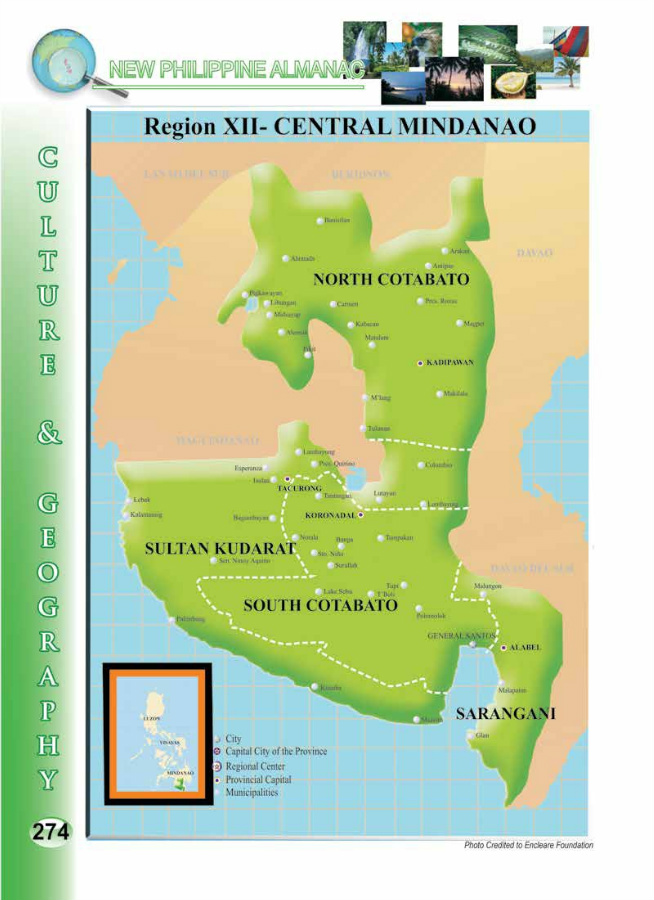 NEW PHILIPPINE ALMANAC
CULTURE & GEOGRAPHY
Region XII- CENTRAL MINDANAO
LANAO DEL SUR
BUKIDNON
Banisilan
Alamada
Arakan
DAVAO
Antipas
NORTH COTABATO
Pigkawayan
Libungan
Carmen
Pres. Roxas
Midsayap
Kabacan
Magpet
Aleosan
Matalam
Pikit
KADIPAWAN
M'lang
Makilala
Tulunan
MAGUINDANAO
Lambayong
Esperanza
Pres. Quirino
Columbio
Isulan
TACURONG
Tantangan
Lutayan
Lebak
Kalamansig
Bagumbayan
KORONADAL
Norala
Banga
Tampakan
SULTAN KUDARAT
Sto. Niño
Sen. Ninoy Aquino
Surallah
DAVAO DEL SUR
Tupi
Malungon
Lake Sebu
T'Boli
SOUTH COTABATO
Polomolok
Palimbang
GENERAL SANTOS
ALABEL
Kiamba
Malapatan
SARANGANI
Maasim
Glan
LUZON
VISAYAS
MINDANAO
City
Capital City of the Province
Regional Center
Provincial Capital
Municipalities
274
Photo Credited to Encleare Foundation